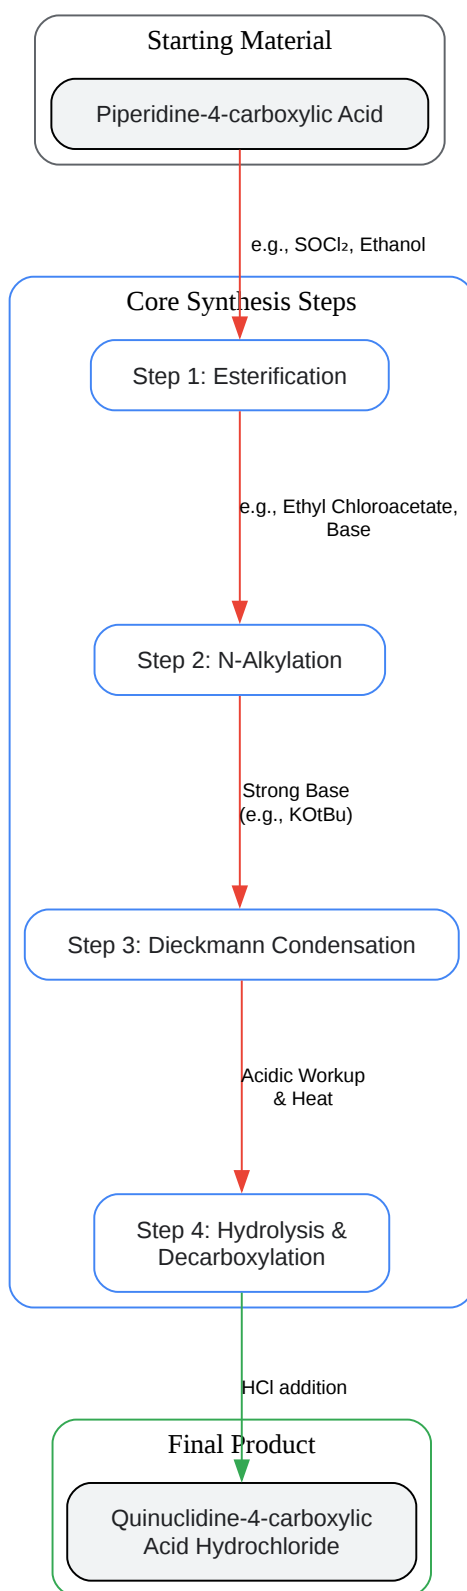 Starting Material
Piperidine-4-carboxylic Acid
e.g., SOCl₂, Ethanol
Core Synthesis Steps
Step 1: Esterification
e.g., Ethyl Chloroacetate,
Base
Step 2: N-Alkylation
Strong Base
(e.g., KOtBu)
Step 3: Dieckmann Condensation
Acidic Workup
& Heat
Step 4: Hydrolysis &
Decarboxylation
HCl addition
Final Product
Quinuclidine-4-carboxylic
Acid Hydrochloride